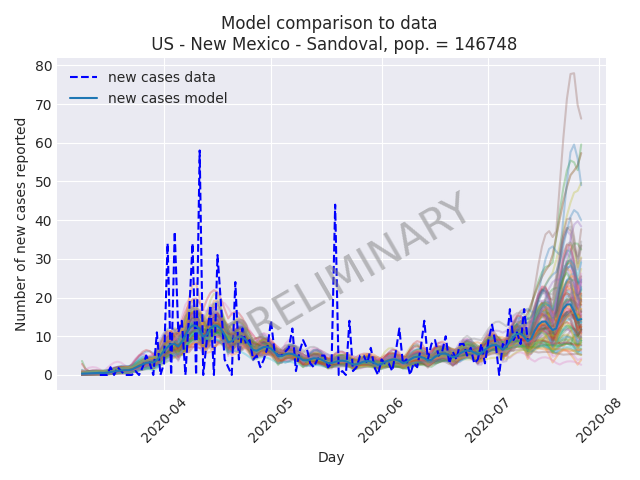 Model comparison to data
US - New Mexico - Sandoval, pop. = 146748
80
70
60
50
40
30
20
10
0
Number of new cases reported
new cases data
new cases model
PRELIMINARY
2020-04
2020-05
2020-06
2020-07
2020-08
Day